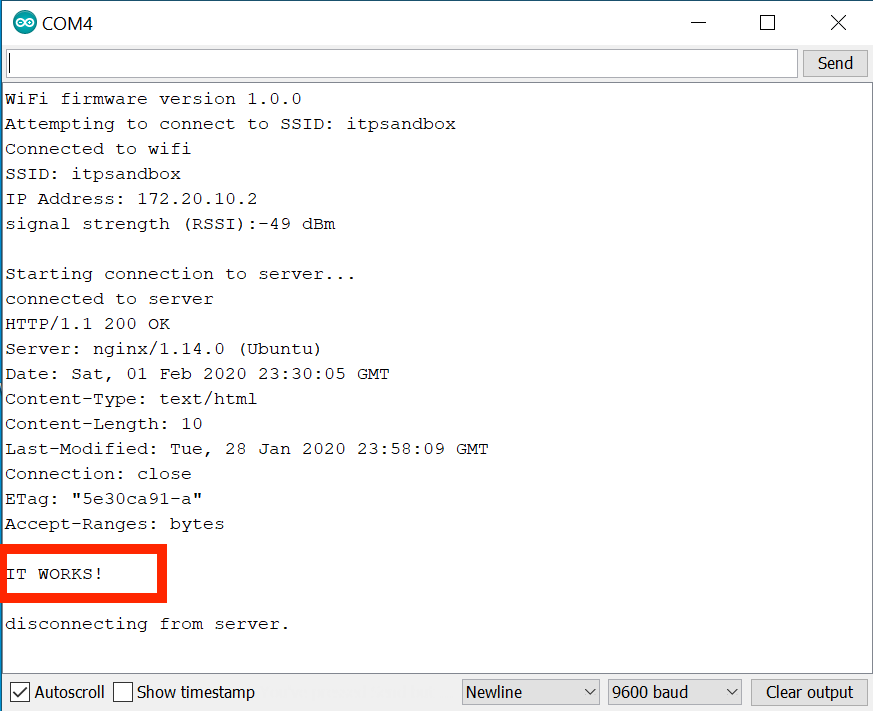 COM4
Send
WiFi firmware version 1.0.0
Attempting to connect to SSID: itpsandbox
Connected to wifi
SSID: itpsandbox
IP Address: 172.20.10.2
signal strength (RSSI):-49 dBm
Starting connection to server...
connected to server
HTTP/1.1 200 OK
Server: nginx/1.14.0 (Ubuntu)
Date: Sat, 01 Feb 2020 23:30:05 GMT
Content-Type: text/html
Content-Length: 10
Last-Modified: Tue, 28 Jan 2020 23:58:09 GMT
Connection: close
ETag: "5e30ca91-a"
Accept-Ranges: bytes
IT WORKS!
disconnecting from server.
Autoscroll Show timestamp Newline 9600 baud Clear output